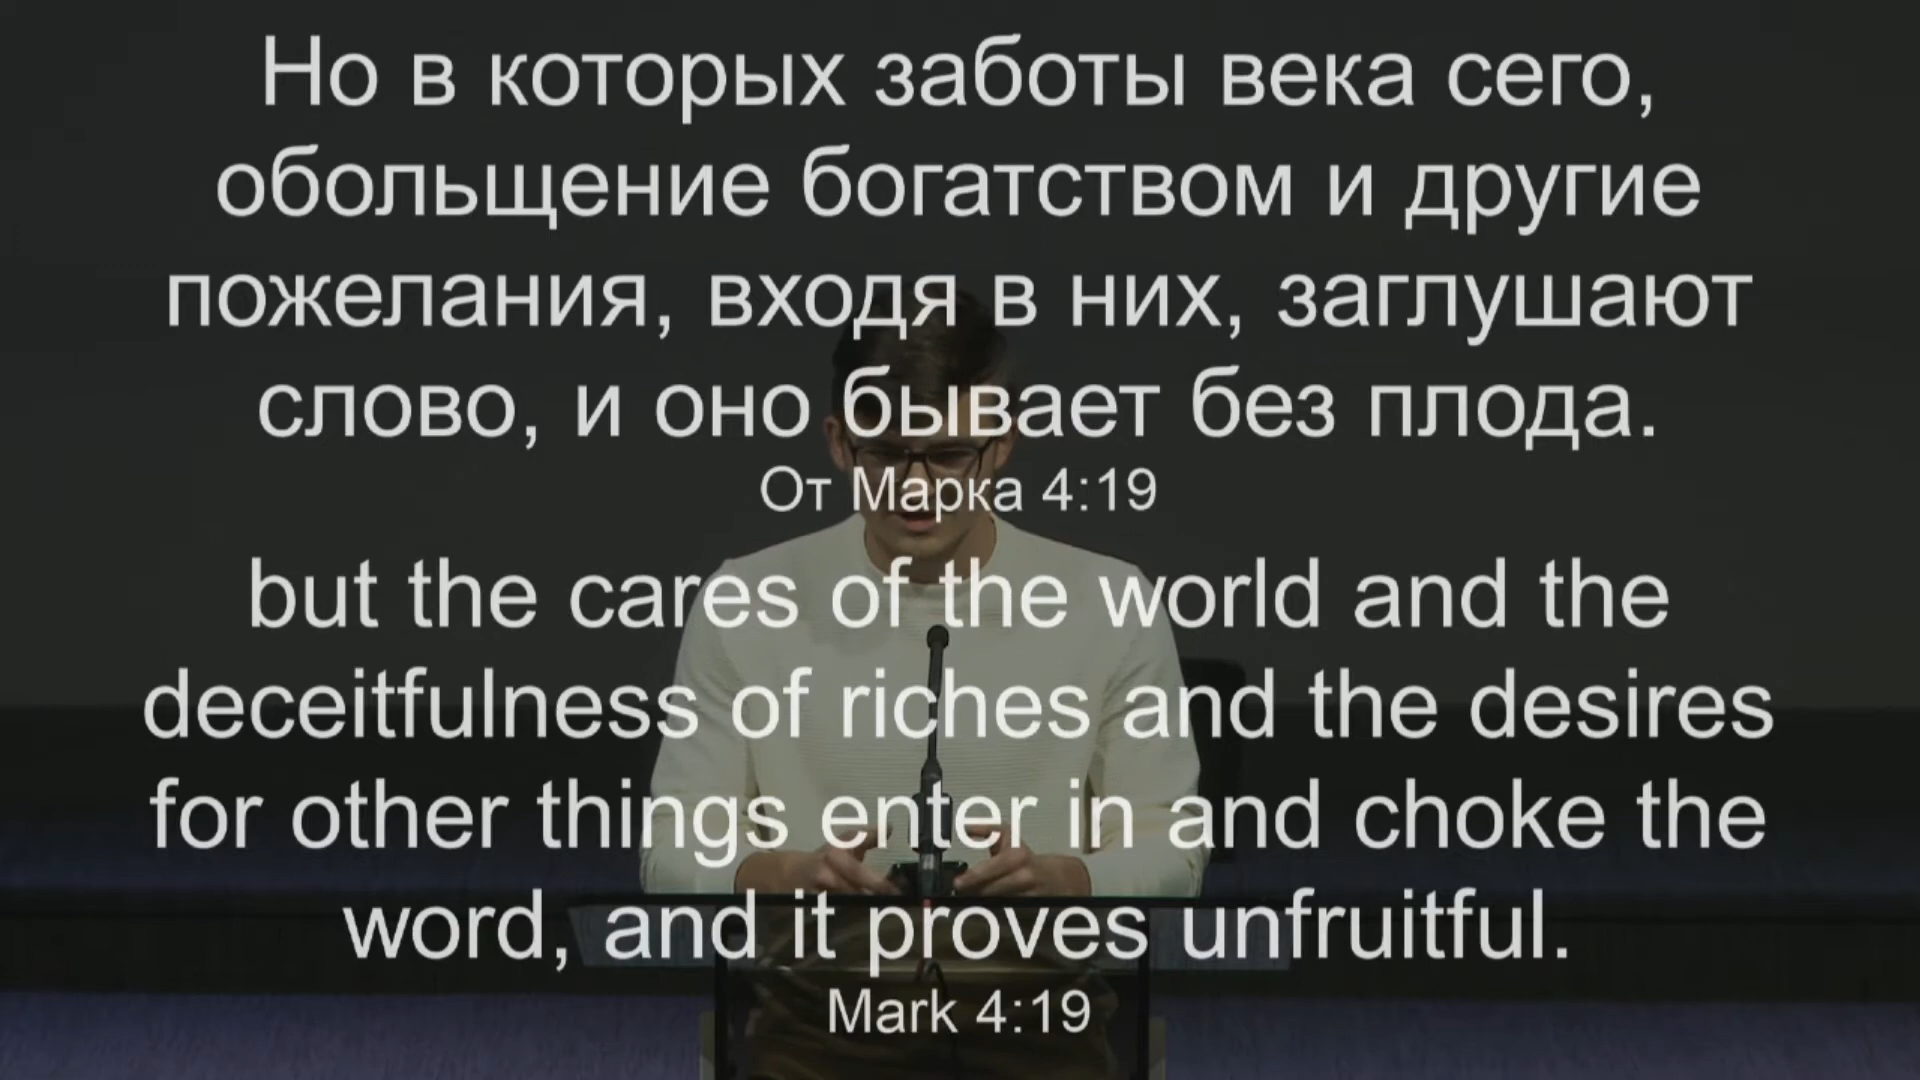 Но в которых заботы века сего,
обольщение богатством и другие
пожелания, входя в них, заглушают
слово, и оно бывает без плода.
От Марка 4:19
but the cares of the world and the
deceitfulness of riches and the desires
for other things enter in and choke the
word, and it proves unfruitful.
Mark 4:19